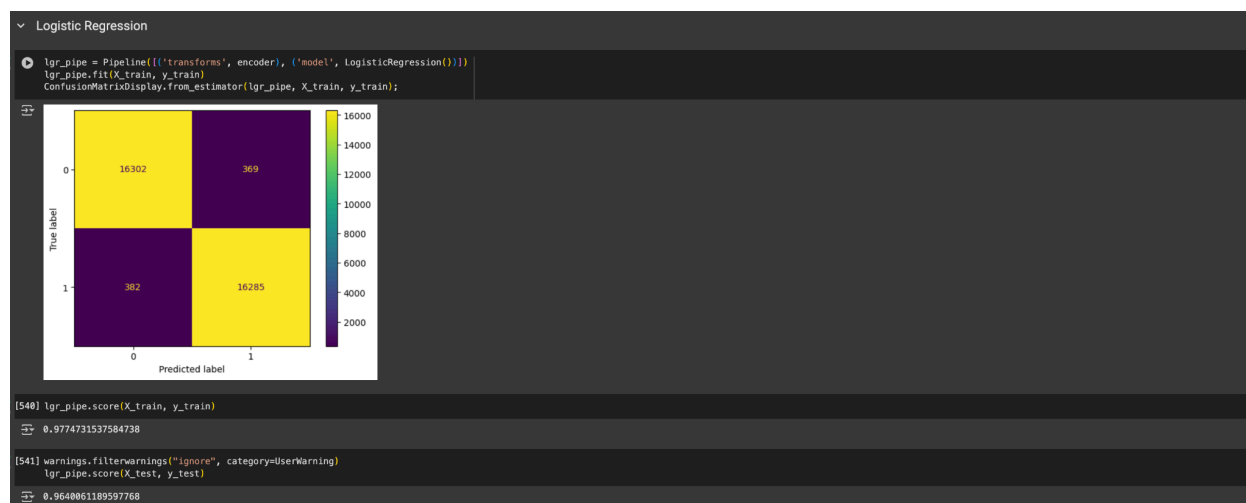 Logistic Regression
lgr_pipe = Pipeline([('transforms', encoder), ('model', LogisticRegression())])
lgr_pipe.fit(X_train, y_train)
ConfusionMatrixDisplay.from_estimator(lgr_pipe, X_train, y_train);
16000
14000
12000
10000
8000
6000
4000
2000
0
16302
369
True label
1
382
16285
0
1
Predicted label
[540] lgr_pipe.score(X_train, y_train)
0.9774731537584738
[541] warnings.filterwarnings("ignore", category=UserWarning)
lgr_pipe.score(X_test, y_test)
0.9640061189597768